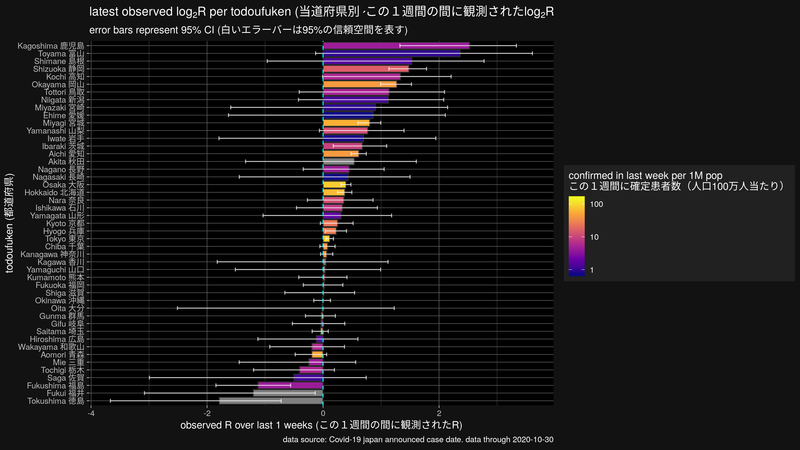 latest observed log₂R per todoufuken (当道府県別·この１週間の間に観測されたlog₂R
error bars represent 95% CI (白いエラーバーは95%の信頼空間を表す)
Kagoshima 鹿児島
Toyama 富山
Shimane 島根
Shizuoka 静岡
Kochi 高知
Okayama 岡山
Tottori 鳥取
Niigata 新潟
Miyazaki 宮崎
Ehime 愛媛
Miyagi 宮城
Yamanashi 山梨
Iwate 岩手
Ibaraki 茨城
Aichi 愛知
Akita 秋田
Nagano 長野
Nagasaki 長崎
Osaka 大阪
Hokkaido 北海道
Nara 奈良
Ishikawa 石川
Yamagata 山形
Kyoto 京都
Hyogo 兵庫
Tokyo 東京
Chiba 千葉
Kanagawa 神奈川
Kagawa 香川
Yamaguchi 山口
Kumamoto 熊本
Fukuoka 福岡
Shiga 滋賀
Okinawa 沖縄
Oita 大分
Gunma 群馬
Gifu 岐阜
Saitama 埼玉
Hiroshima 広島
Wakayama 和歌山
Aomori 青森
Mie 三重
Tochigi 栃木
Saga 佐賀
Fukushima 福島
Fukui 福井
Tokushima 徳島
todoufuken (都道府県)
-4 -2 0 2
observed R over last 1 weeks (この１週間の間に観測されたR)
data source: Covid-19 japan announced case date. data through 2020-10-30
confirmed in last week per 1M pop
この１週間に確定患者数（人口100万人当たり）
100
10
1